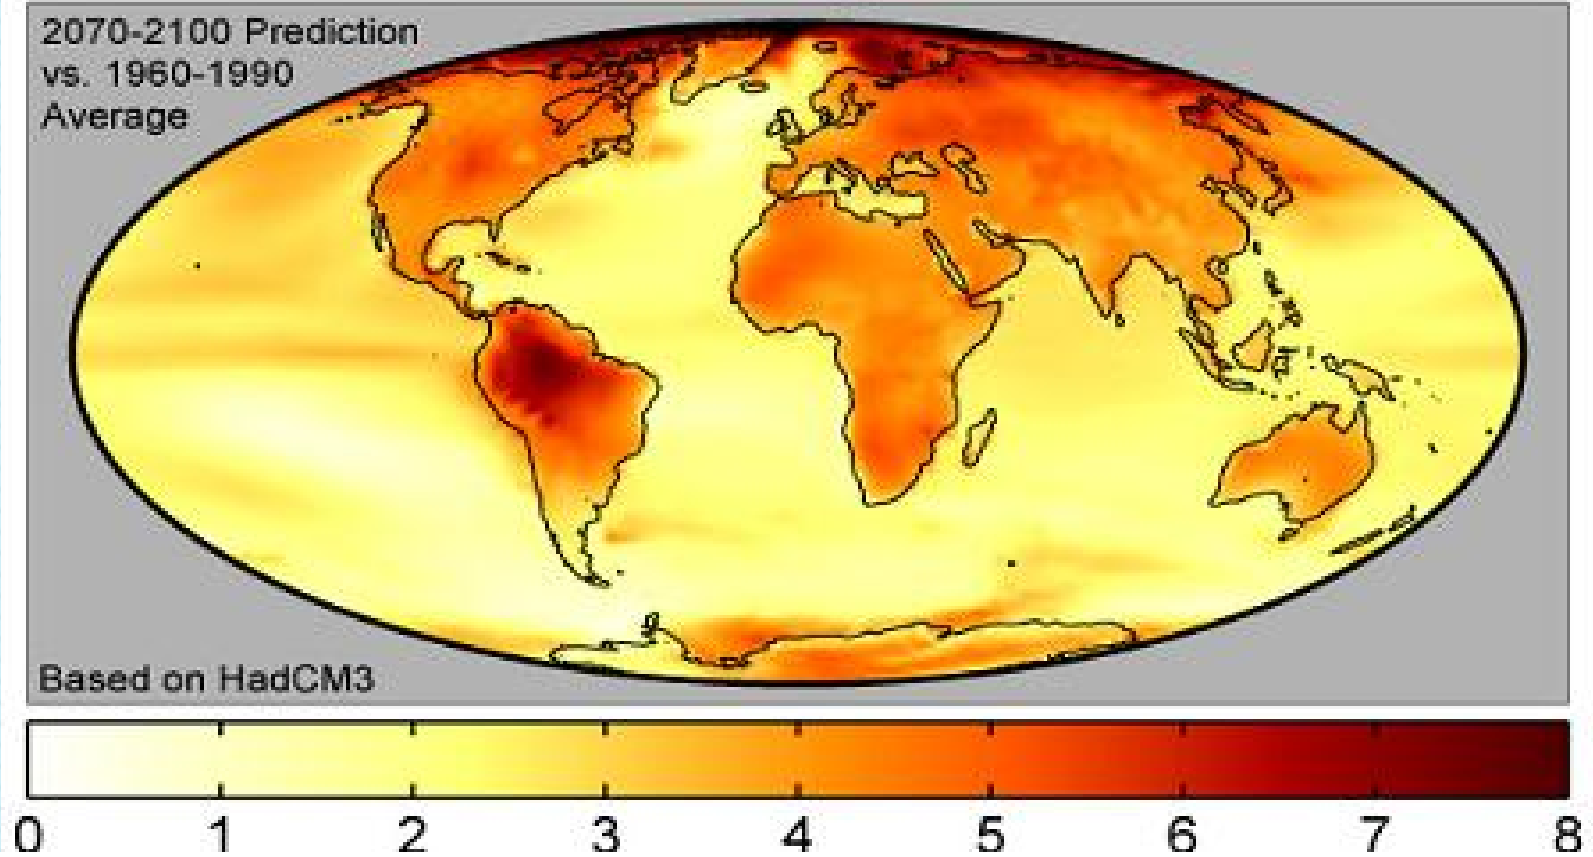 2070-2100 Prediction
vs. 1960-1990
Average
Based on HadCM3
0 1 2 3 4 5 6 7 8